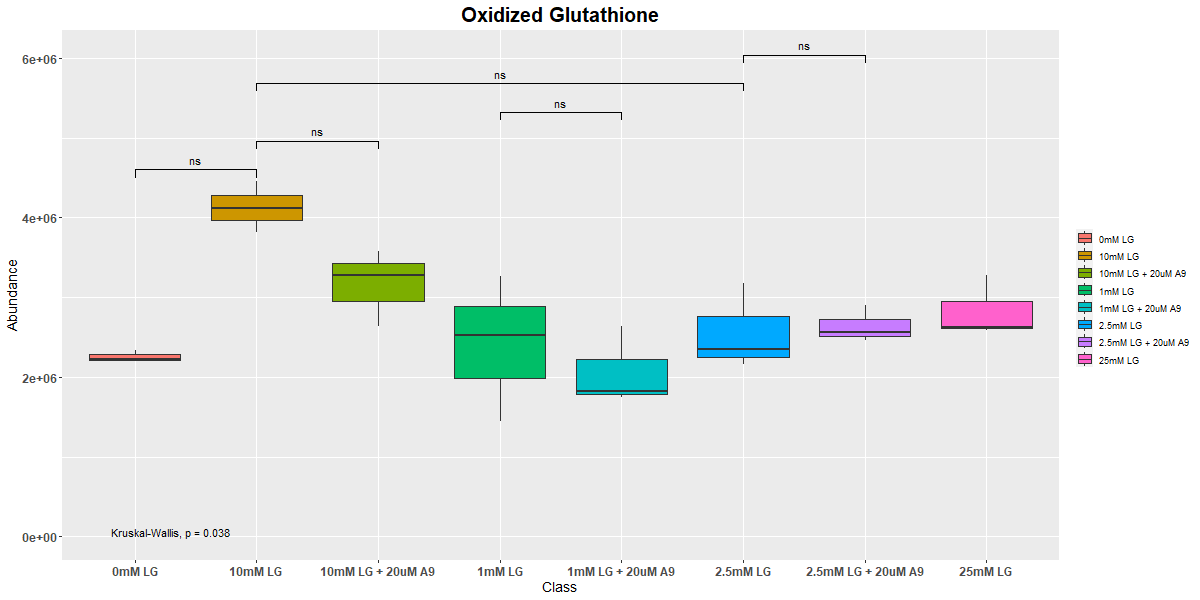 Oxidized Glutathione
6e+06
4e+06
2e+06
0e+00
Abundance
ns
ns
ns
ns
ns
Kruskal-Wallis, p = 0.038
0mM LG
10mM LG
10mM LG + 20uM A9
1mM LG
1mM LG + 20uM A9
2.5mM LG
2.5mM LG + 20uM A9
25mM LG
Class
0mM LG
10mM LG
10mM LG + 20uM A9
1mM LG
1mM LG + 20uM A9
2.5mM LG
2.5mM LG + 20uM A9
25mM LG